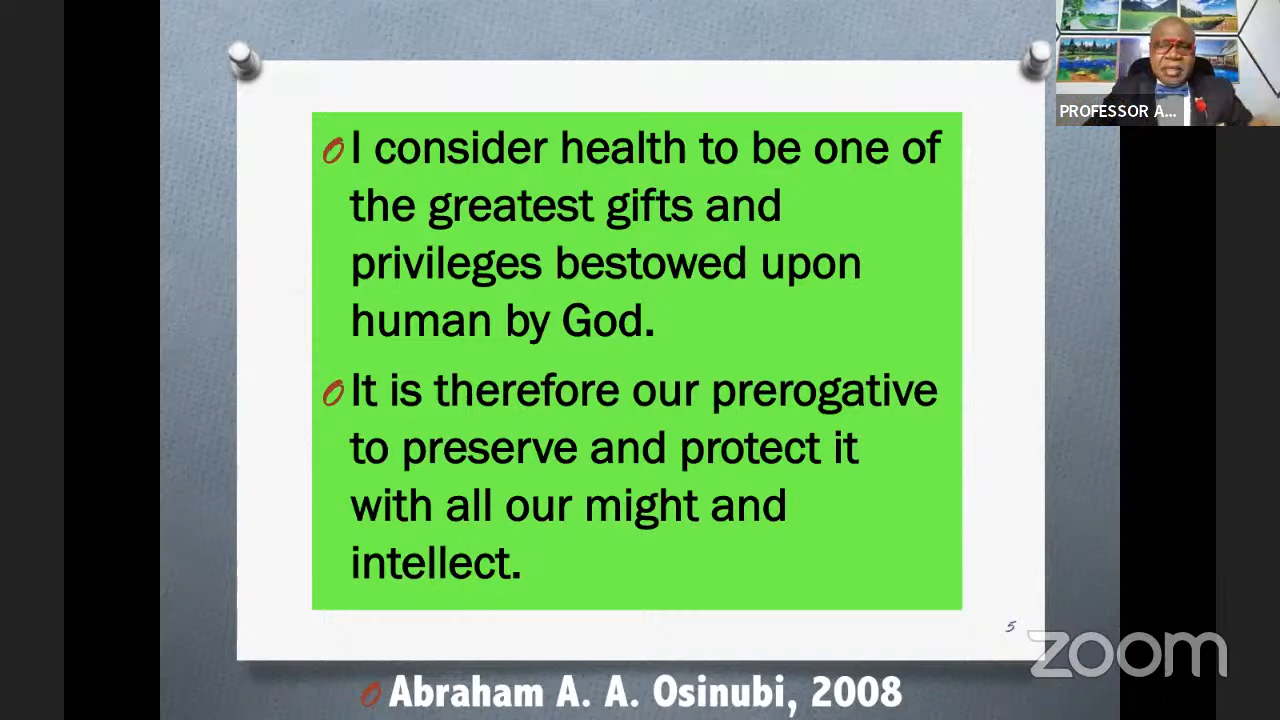 I consider health to be one of
the greatest gifts and
privileges bestowed upon
human by God.
It is therefore our prerogative
to preserve and protect it
with all our might and
intellect.
5
Abraham A. A. Osinubi, 2008
PROFESSOR A...
zoom